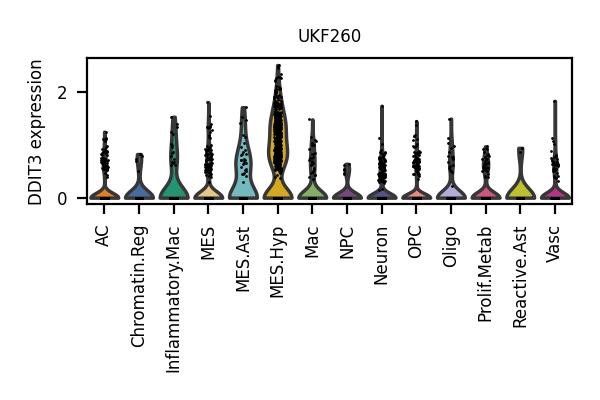 UKF260
DDIT3 expression
2
0
AC
Chromatin.Reg
Inflammatory.Mac
MES
MES.Ast
MES.Hyp
Mac
NPC
Neuron
OPC
Oligo
Prolif.Metab
Reactive.Ast
Vasc